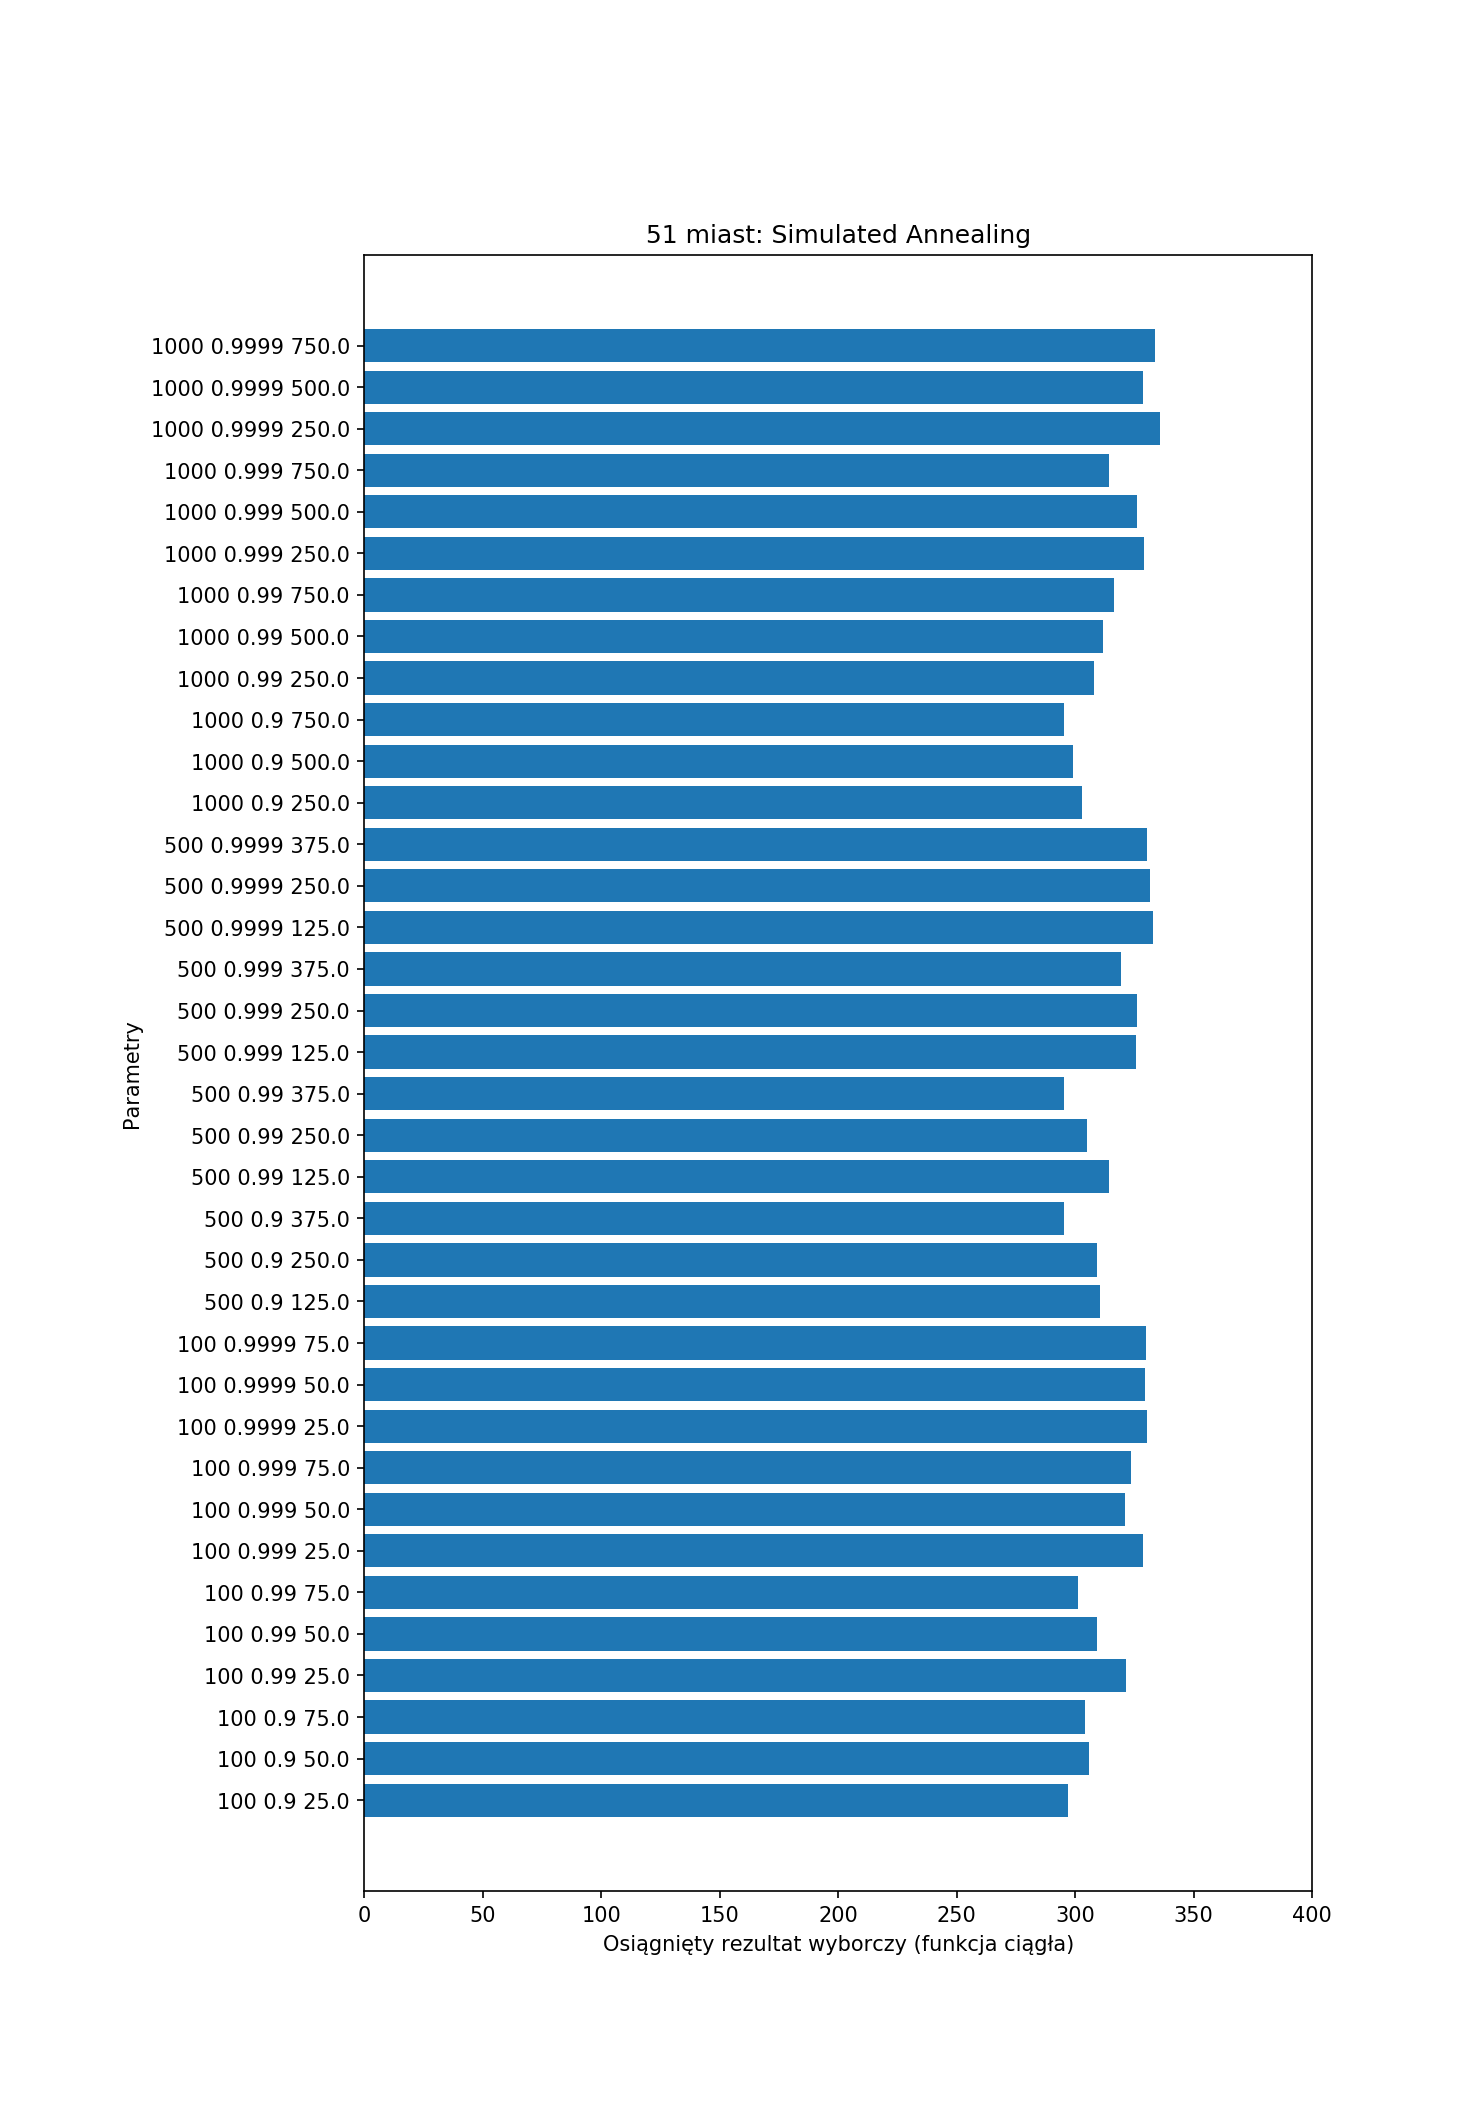 51 miast: Simulated Annealing
1000 0.9999 750.0
1000 0.9999 500.0
1000 0.9999 250.0
1000 0.999 750.0
1000 0.999 500.0
1000 0.999 250.0
1000 0.99 750.0
1000 0.99 500.0
1000 0.99 250.0
1000 0.9 750.0
1000 0.9 500.0
1000 0.9 250.0
500 0.9999 375.0
500 0.9999 250.0
500 0.9999 125.0
500 0.999 375.0
500 0.999 250.0
500 0.999 125.0
500 0.99 375.0
500 0.99 250.0
500 0.99 125.0
500 0.9 375.0
500 0.9 250.0
500 0.9 125.0
100 0.9999 75.0
100 0.9999 50.0
100 0.9999 25.0
100 0.999 75.0
100 0.999 50.0
100 0.999 25.0
100 0.99 75.0
100 0.99 50.0
100 0.99 25.0
100 0.9 75.0
100 0.9 50.0
100 0.9 25.0
Parametry
0 50 100 150 200 250 300 350 400
Osiągnięty rezultat wyborczy (funkcja ciągła)